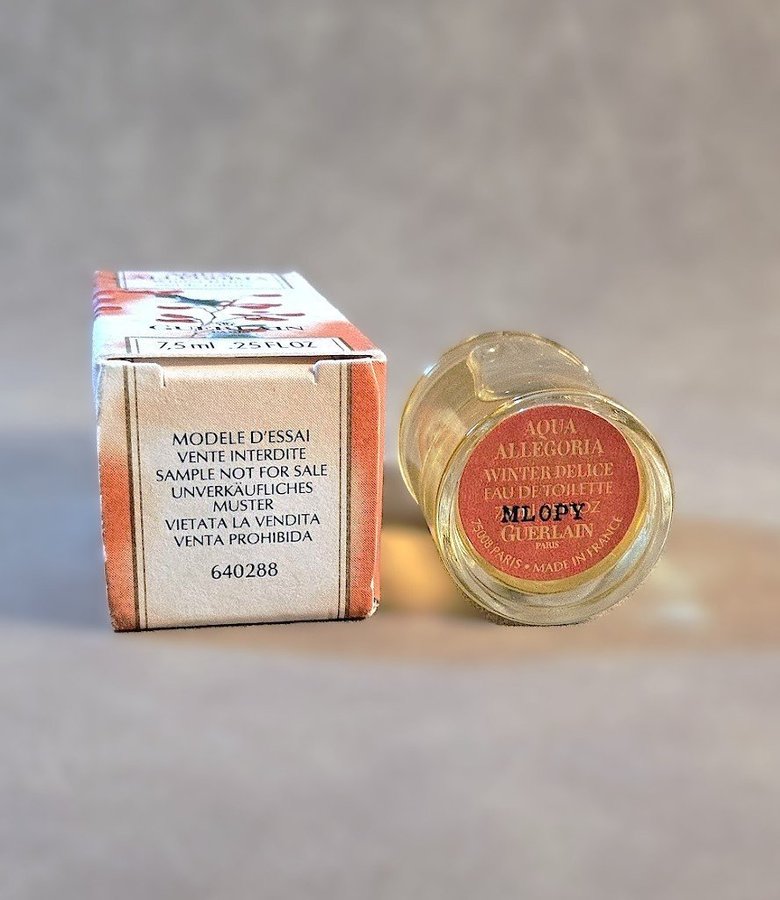 GUERLAIN
7,5 ml .25 FL OZ
MODELE D'ESSAI
VENTE INTERDITE
SAMPLE NOT FOR SALE
UNVERKÄUFLICHES
MUSTER
VIETATA LA VENDITA
VENTA PROHIBIDA
640288
AQUA
ALLEGORIA
WINTER DELICE
EAU DE TOILETTE
MLOPY
GUERLAIN
PARIS
75008 PARIS • MADE IN FRANCE